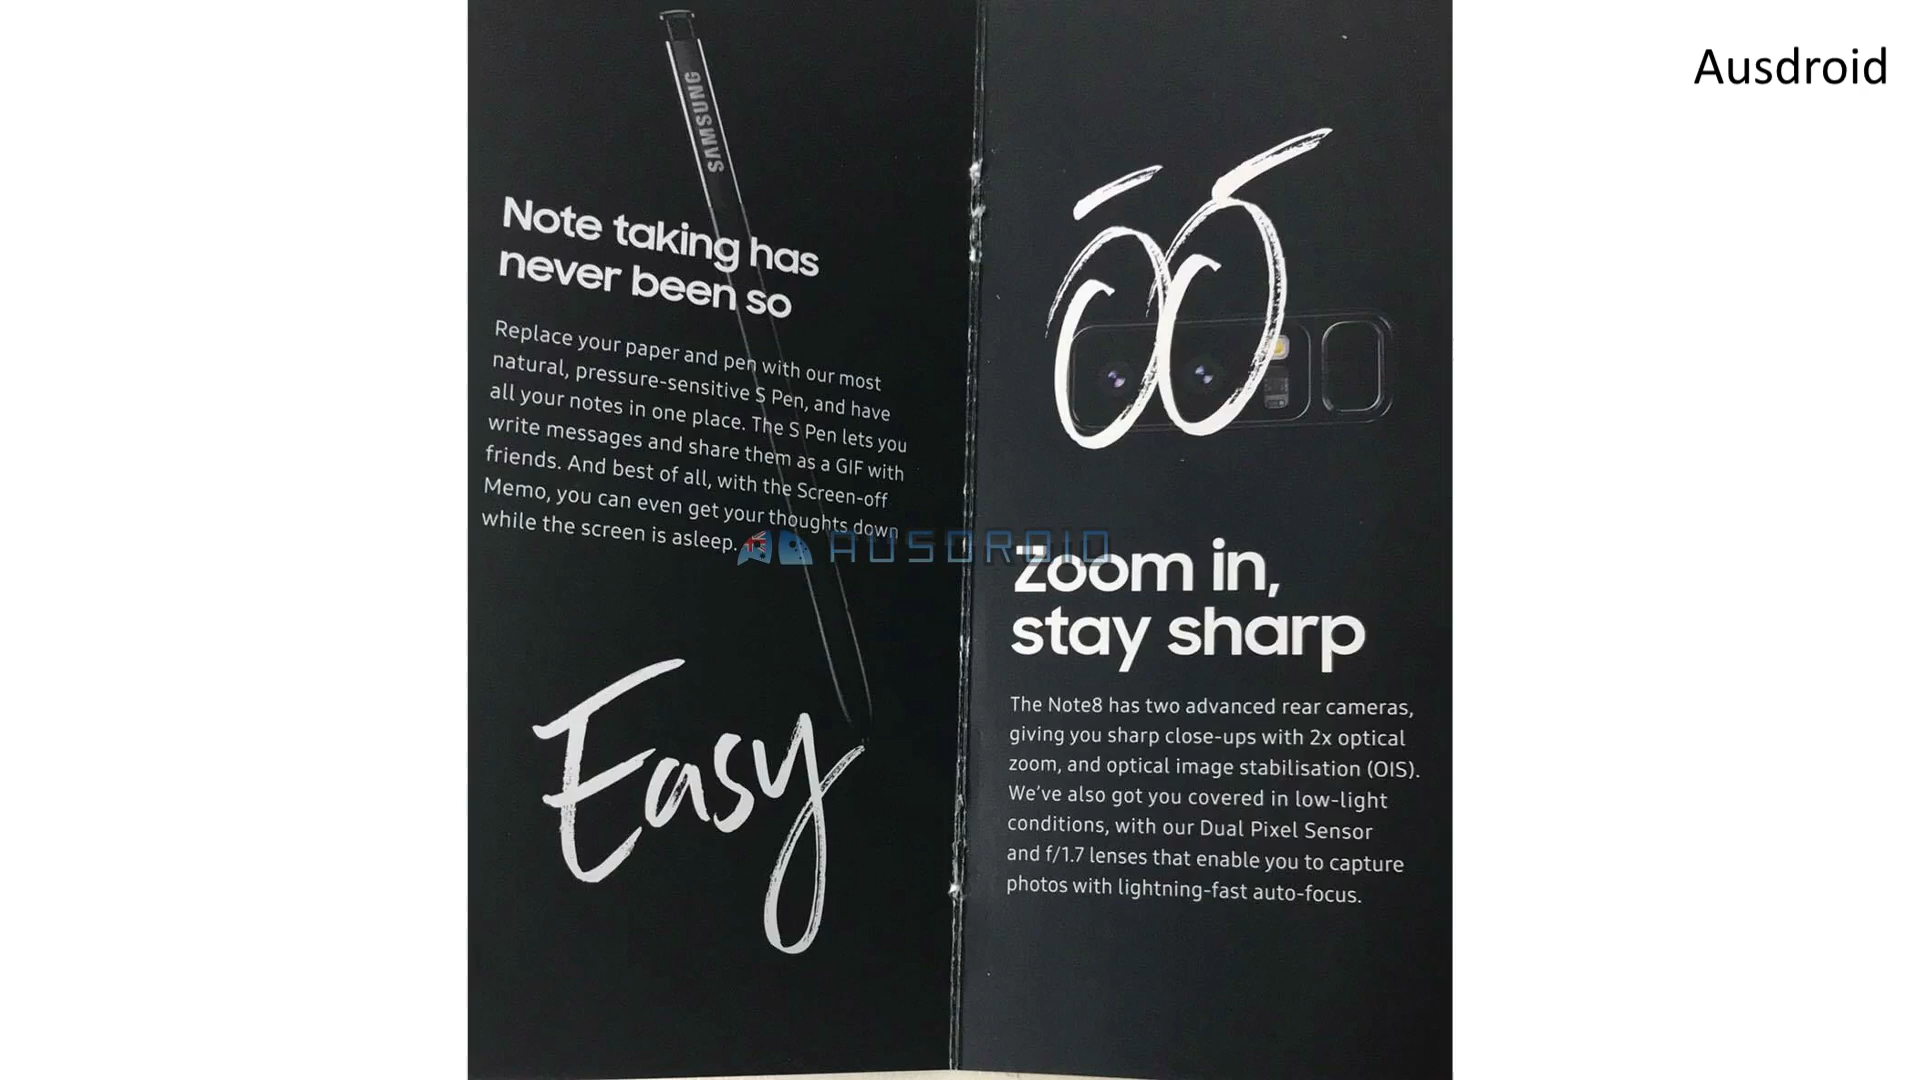 Ausdroid
SAMSUNG
Note taking has
never been so
Replace your paper and pen with our most
natural, pressure-sensitive S Pen, and have
all your notes in one place. The S Pen lets you
write messages and share them as a GIF with
friends. And best of all, with the Screen-off
Memo, you can even get your thoughts down
while the screen is asleep.
Easy
AUSDROID
Zoom in,
stay sharp
The Note8 has two advanced rear cameras,
giving you sharp close-ups with 2x optical
zoom, and optical image stabilisation (OIS).
We've also got you covered in low-light
conditions, with our Dual Pixel Sensor
and f/1.7 lenses that enable you to capture
photos with lightning-fast auto-focus.